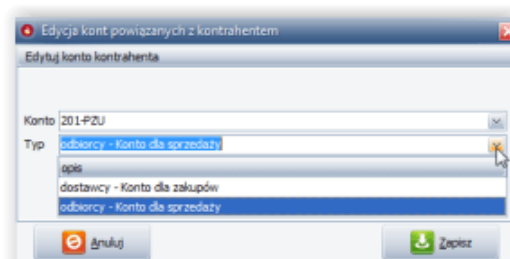 Edycja kont powiązanych z kontrahentem
Edytuj konto kontrahenta
Konto 201-PZU
Typ odbiorcy - Konto dla sprzedaży
opis
dostawcy - Konto dla zakupów
odbiorcy - Konto dla sprzedaży
Anuluj Zapisz